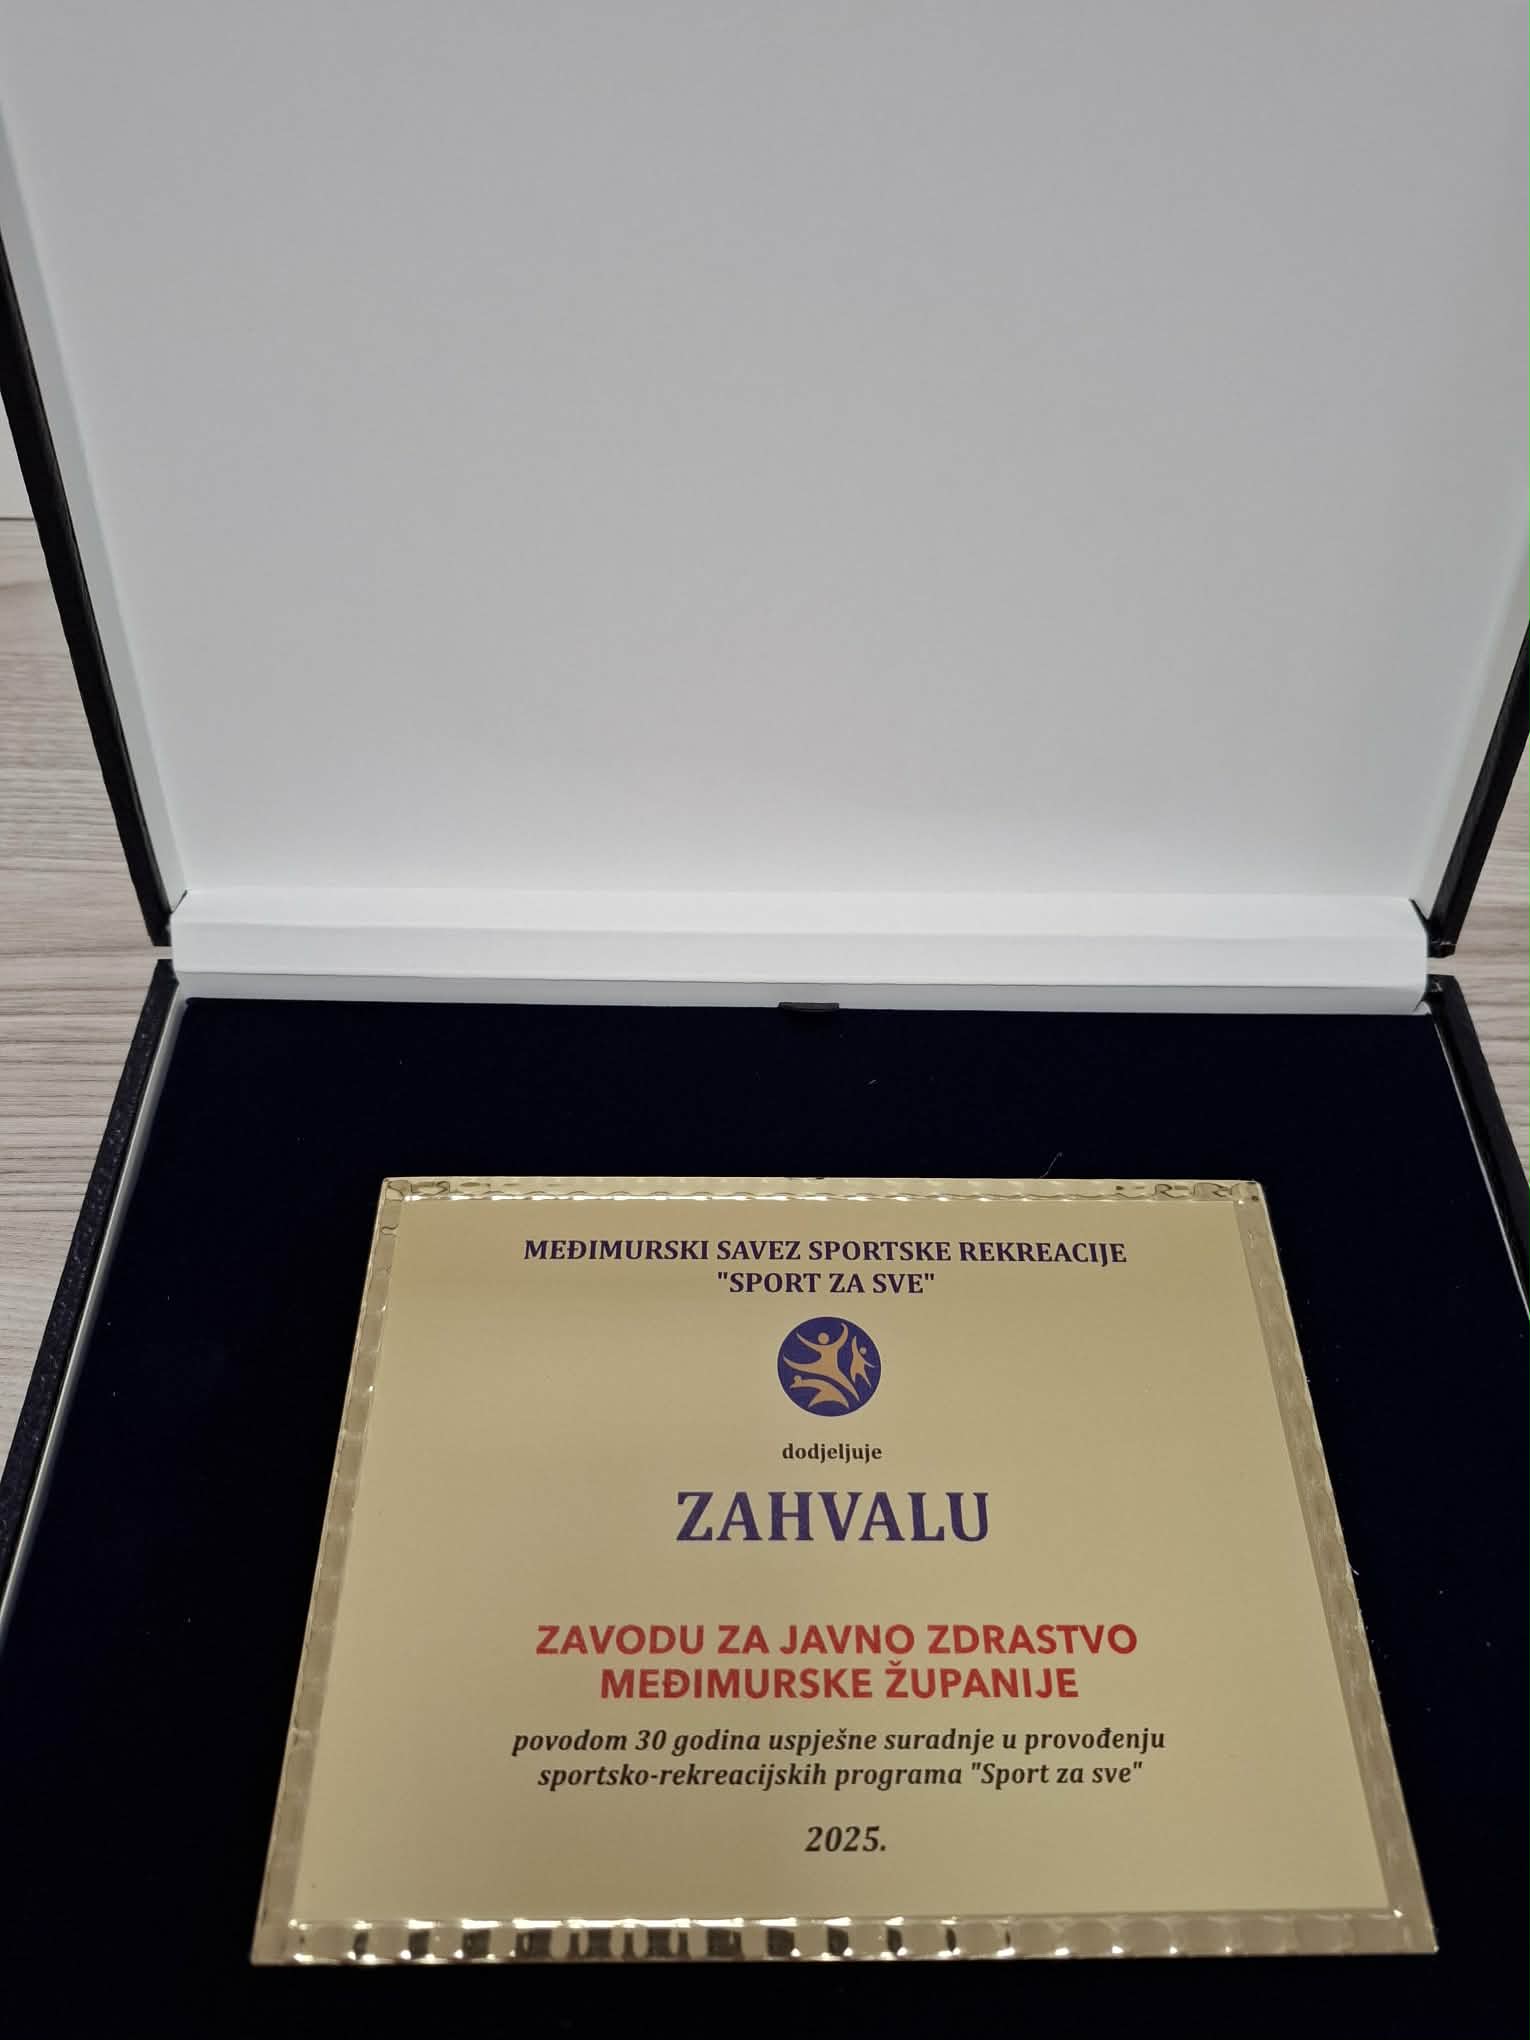 MEĐIMURSKI SAVEZ SPORTSKE REKREACIJE
"SPORT ZA SVE"
dodjeljuje
ZAHVALU
ZAVODU ZA JAVNO ZDRASTVO
MEĐIMURSKE ŽUPANIJE
povodom 30 godina uspješne suradnje u provođenju
sportsko-rekreacijskih programa "Sport za sve"
2025.